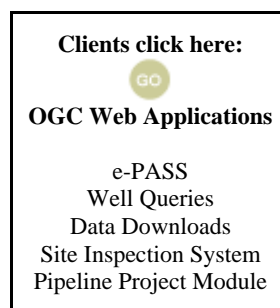 Clients click here:
GO
OGC Web Applications
e-PASS
Well Queries
Data Downloads
Site Inspection System
Pipeline Project Module